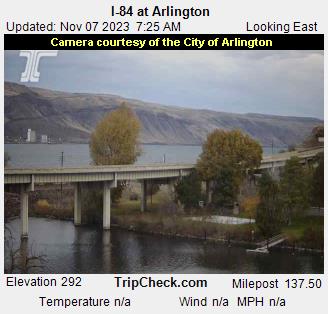 I-84 at Arlington
Updated: Nov 07 2023 7:25 AM Looking East
Camera courtesy of the City of Arlington
Elevation 292 TripCheck.com Milepost 137.50
Temperature n/a Wind n/a MPH n/a